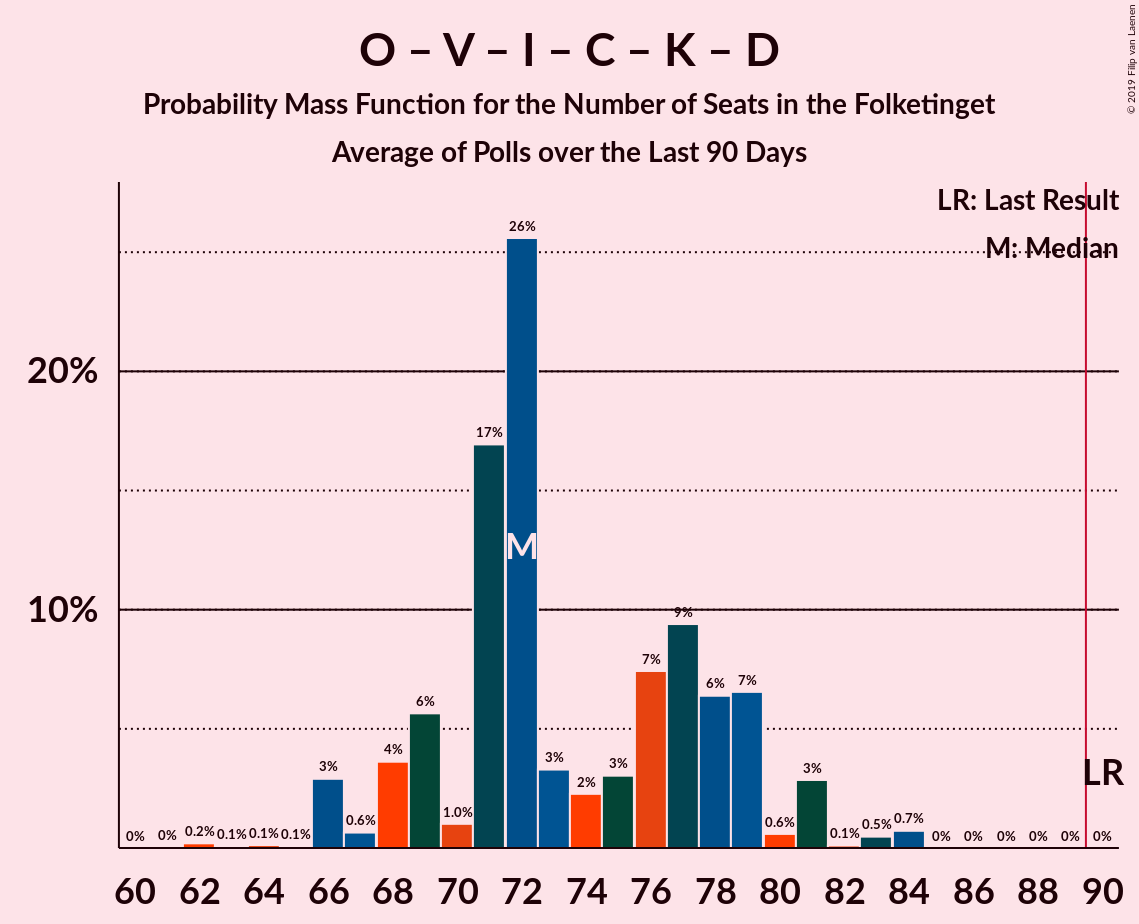 O – V – I – C – K – D
Probability Mass Function for the Number of Seats in the Folketinget
Average of Polls over the Last 90 Days
© 2019 Filip van Laenen
LR: Last Result
M: Median
20%
10%
0% 0% 0.2% 0.1% 0.1% 0.1% 3% 0.6% 4% 6% 1.0% 17% 26% 3% 2% 3% 7% 9% 6% 7% 0.6% 3% 0.1% 0.5% 0.7% 0% 0% 0% 0% 0% 0%
M
LR
60 62 64 66 68 70 72 74 76 78 80 82 84 86 88 90